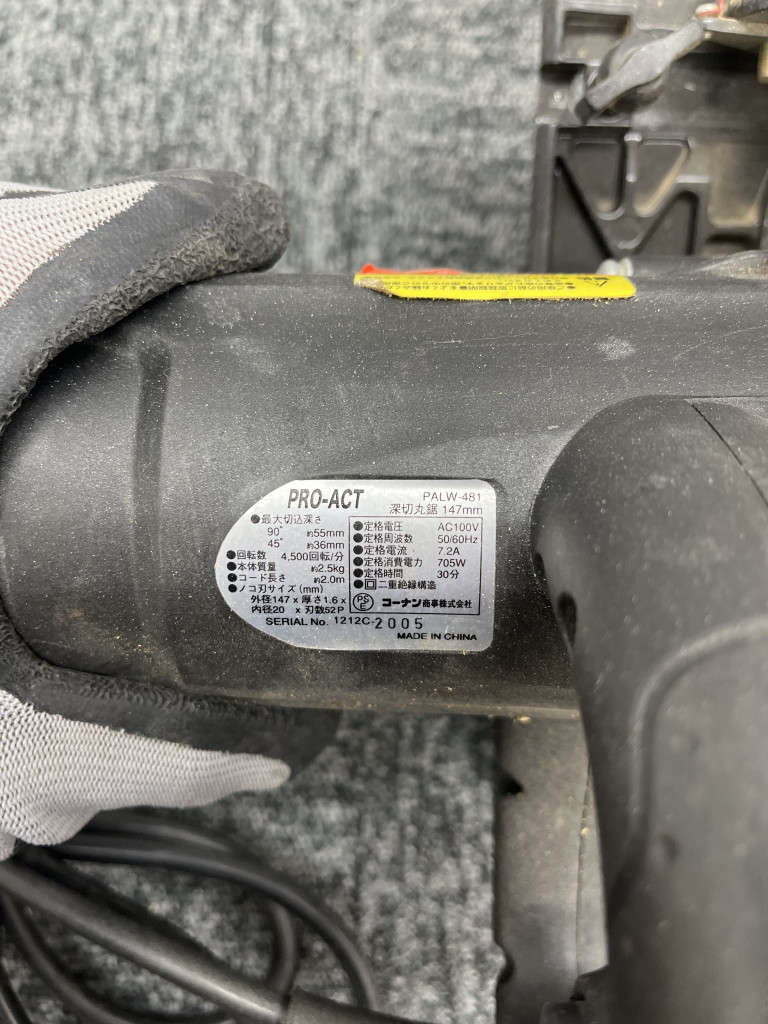 PRO-ACT
PALW-481
深切丸鋸 147mm
●最大切込深さ
90° 約55mm
45° 約36mm
●回転数 4,500回転/分
●本体質量 約2.5kg
●コード長さ 約2.0m
●ノコ刃サイズ(mm)
外径147 x 厚さ1.6 x
内径20 x 刃数52P
●定格電圧 AC100V
●定格周波数 50/60Hz
●定格電流 7.2A
●定格消費電力 705W
●定格時間 30分
●回二重絶縁構造
PSE コーナン商事株式会社
SERIAL No. 1212C-2005
MADE IN CHINA